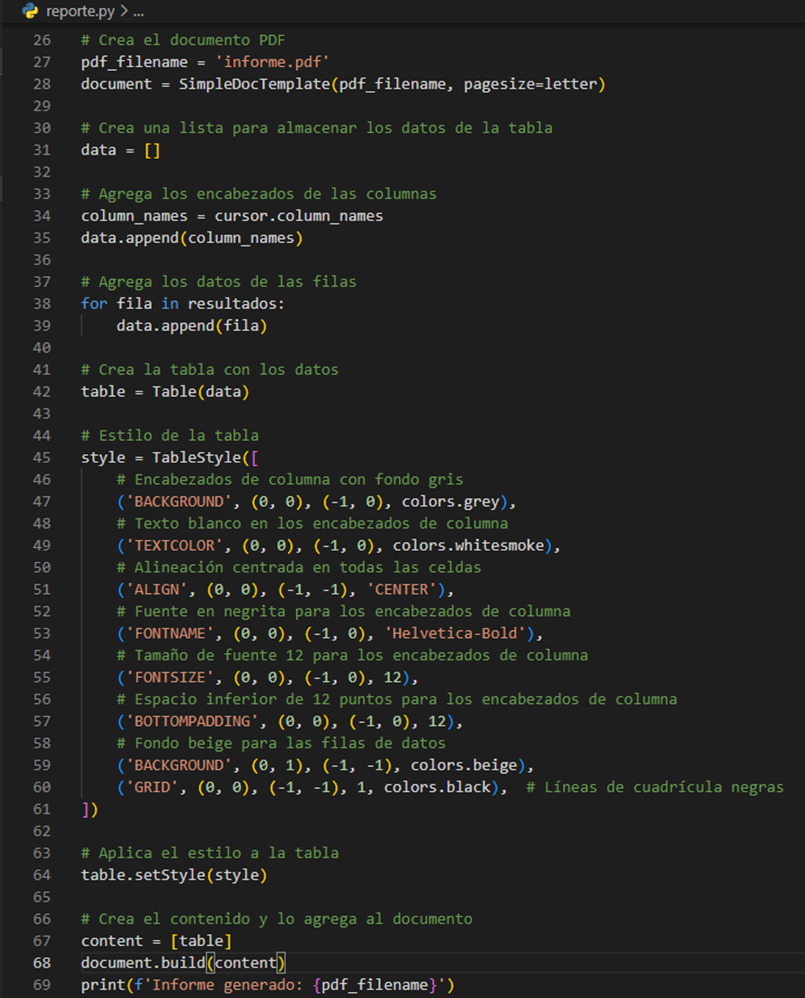 reporte.py > ...
26 # Crea el documento PDF
27 pdf_filename = 'informe.pdf'
28 document = SimpleDocTemplate(pdf_filename, pagesize=letter)
29
30 # Crea una lista para almacenar los datos de la tabla
31 data = []
32
33 # Agrega los encabezados de las columnas
34 column_names = cursor.column_names
35 data.append(column_names)
36
37 # Agrega los datos de las filas
38 for fila in resultados:
39     data.append(fila)
40
41 # Crea la tabla con los datos
42 table = Table(data)
43
44 # Estilo de la tabla
45 style = TableStyle([
46     # Encabezados de columna con fondo gris
47     ('BACKGROUND', (0, 0), (-1, 0), colors.grey),
48     # Texto blanco en los encabezados de columna
49     ('TEXTCOLOR', (0, 0), (-1, 0), colors.whitesmoke),
50     # Alineación centrada en todas las celdas
51     ('ALIGN', (0, 0), (-1, -1), 'CENTER'),
52     # Fuente en negrita para los encabezados de columna
53     ('FONTNAME', (0, 0), (-1, 0), 'Helvetica-Bold'),
54     # Tamaño de fuente 12 para los encabezados de columna
55     ('FONTSIZE', (0, 0), (-1, 0), 12),
56     # Espacio inferior de 12 puntos para los encabezados de columna
57     ('BOTTOMPADDING', (0, 0), (-1, 0), 12),
58     # Fondo beige para las filas de datos
59     ('BACKGROUND', (0, 1), (-1, -1), colors.beige),
60     ('GRID', (0, 0), (-1, -1), 1, colors.black),  # Líneas de cuadrícula negras
61 ])
62
63 # Aplica el estilo a la tabla
64 table.setStyle(style)
65
66 # Crea el contenido y lo agrega al documento
67 content = [table]
68 document.build(content)
69 print(f'Informe generado: {pdf_filename}')